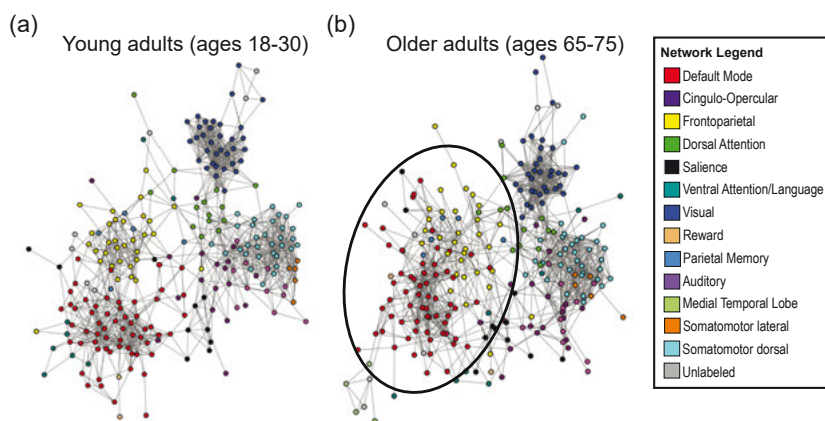 (a)
Young adults (ages 18-30)
(b)
Older adults (ages 65-75)
Network Legend
Default Mode
Cingulo-Opercular
Frontoparietal
Dorsal Attention
Salience
Ventral Attention/Language
Visual
Reward
Parietal Memory
Auditory
Medial Temporal Lobe
Somatomotor lateral
Somatomotor dorsal
Unlabeled